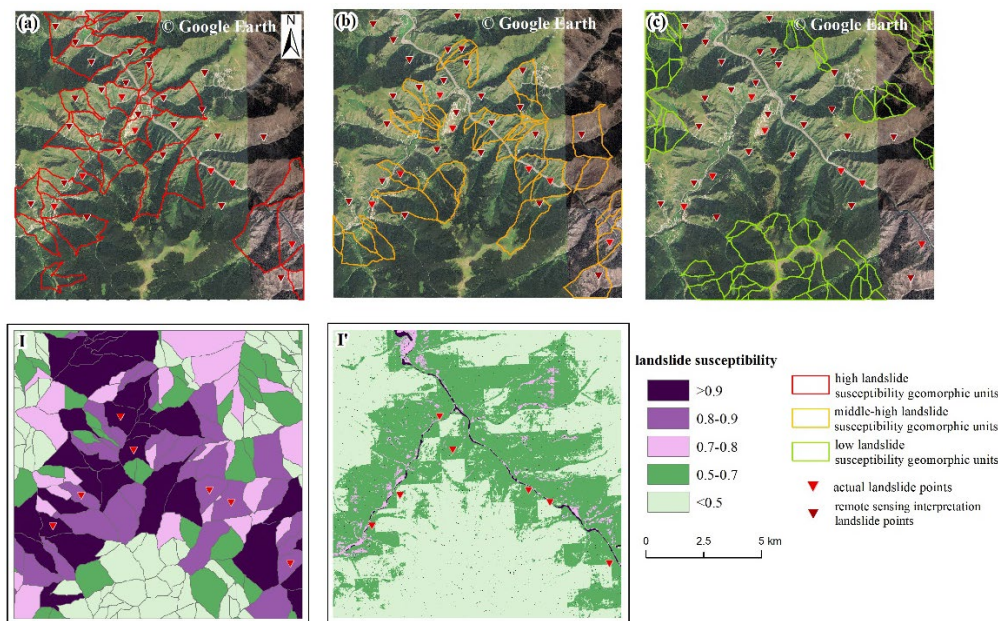 (a)
© Google Earth
N
(b)
© Google Earth
(c)
© Google Earth
I
I'
landslide susceptibility
>0.9
0.8-0.9
0.7-0.8
0.5-0.7
<0.5
0 2.5 5 km
high landslide
susceptibility geomorphic units
middle-high landslide
susceptibility geomorphic units
low landslide
susceptibility geomorphic units
actual landslide points
remote sensing interpretation
landslide points